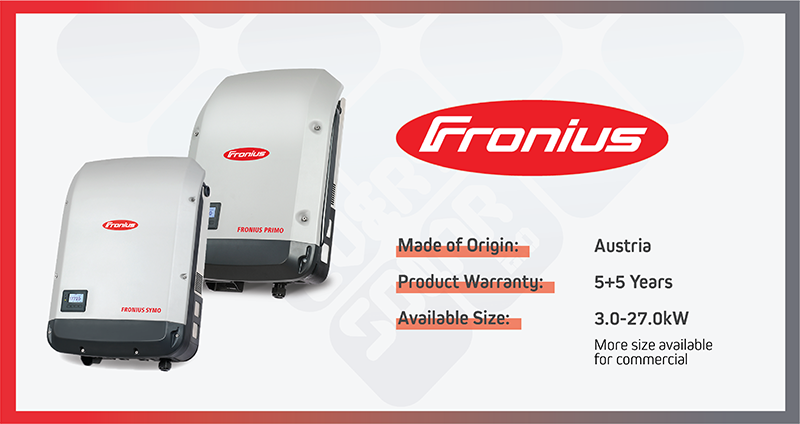 Fronius
FRONIUS PRIMO
Fronius
FRONIUS SYMO
Fronius
Made of Origin: Austria
Product Warranty: 5+5 Years
Available Size: 3.0-27.0kW
More size available
for commercial